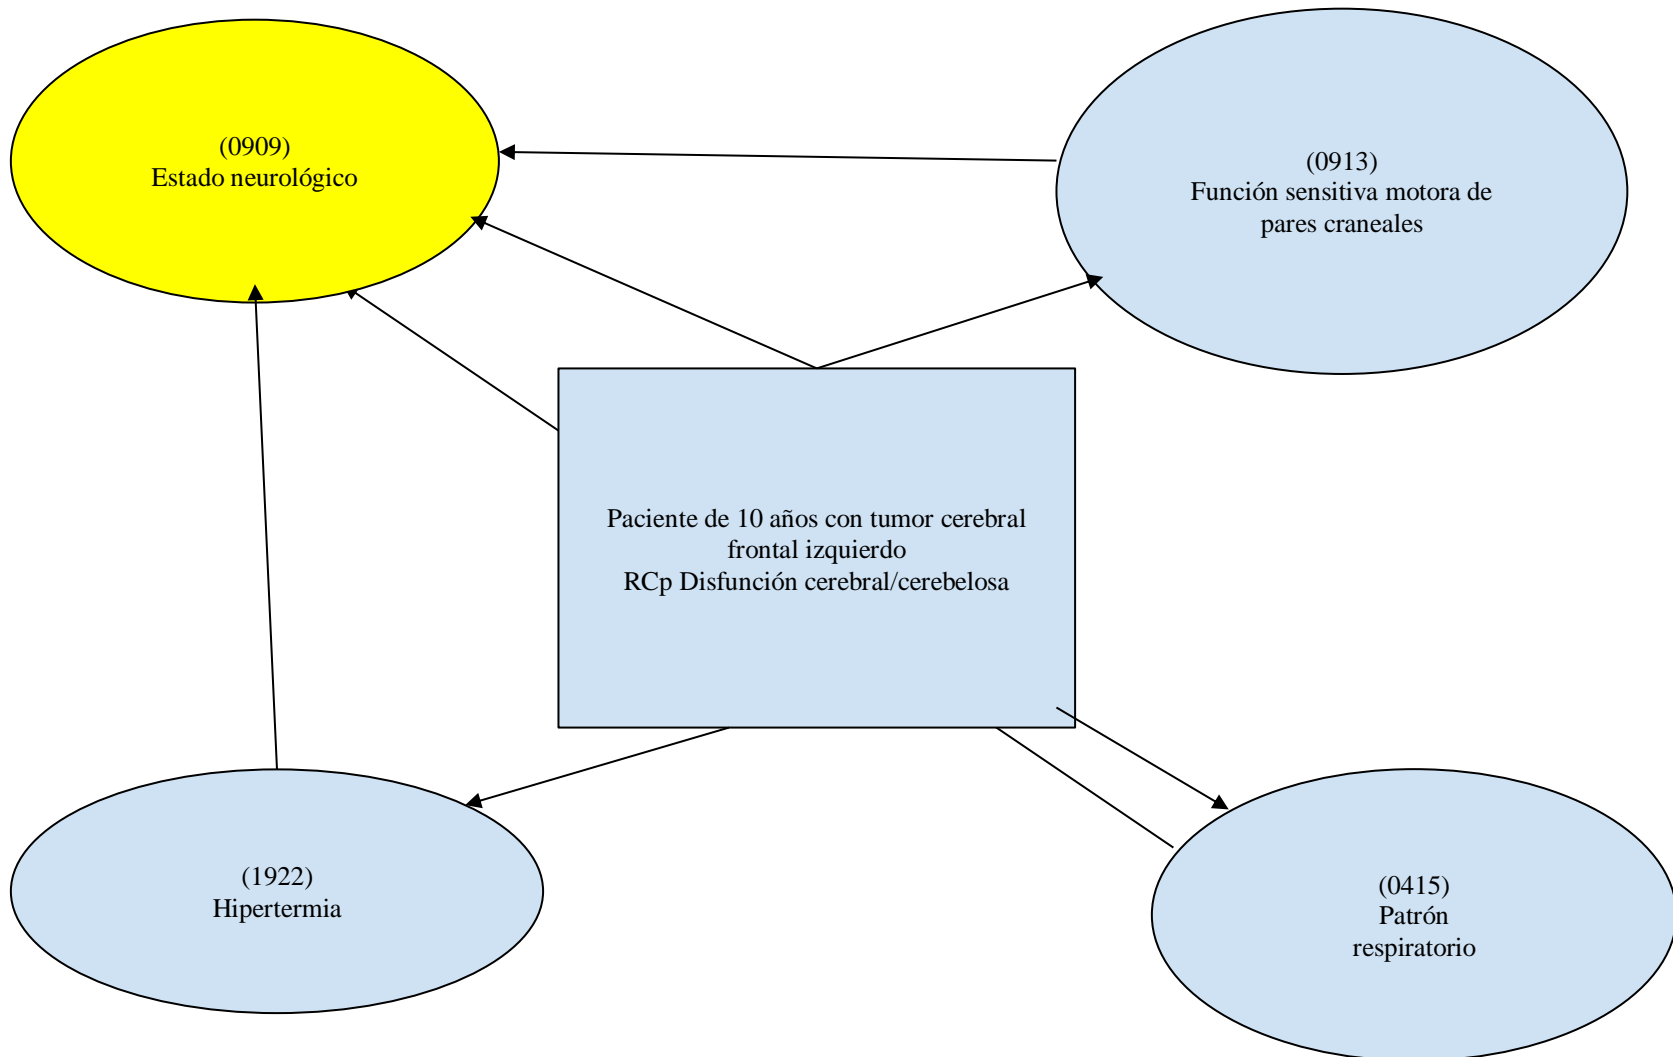 (0909)
Estado neurológico
(0913)
Función sensitiva motora de
pares craneales
Paciente de 10 años con tumor cerebral
frontal izquierdo
RCp Disfunción cerebral/cerebelosa
(1922)
Hipertermia
(0415)
Patrón
respiratorio